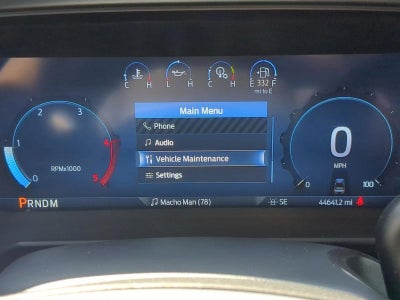 C H
L H
C H
E 332 F
mi to E
Main Menu
Phone
Audio
Vehicle Maintenance
Settings
0 1 2 3 4 5
RPMx1000
0
MPH
0 100
PRNDM
Macho Man (78)
SE
44641.2 mi